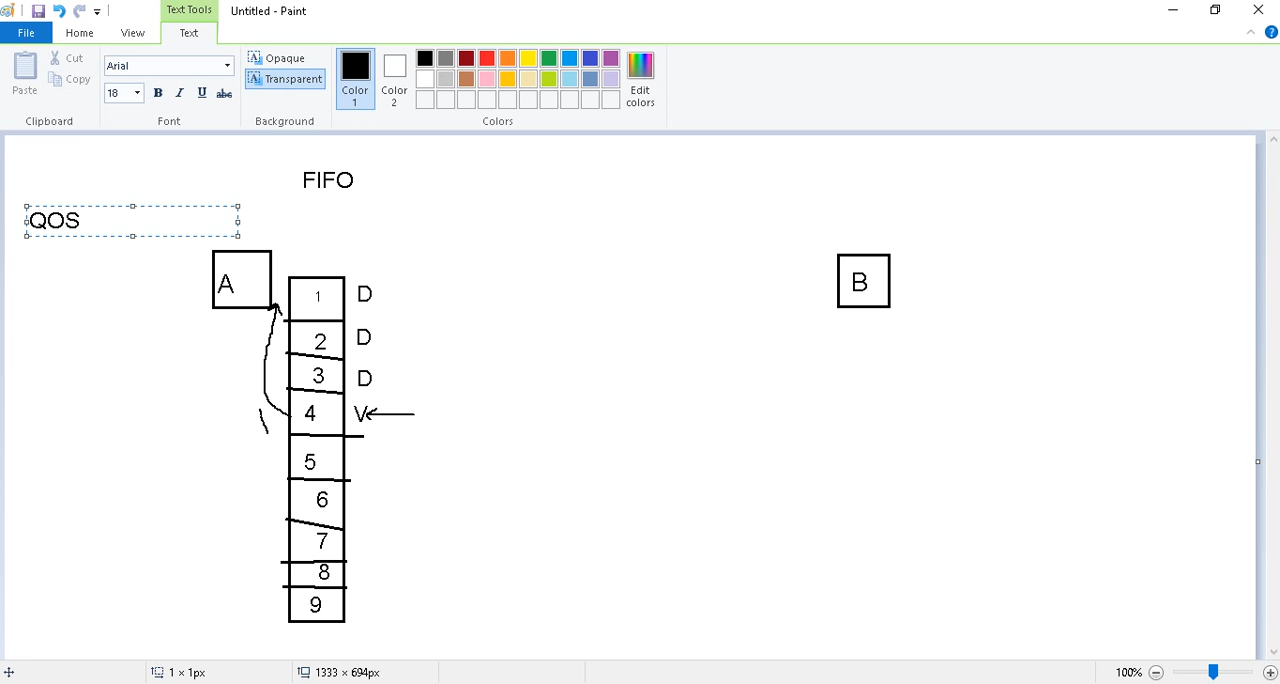 Text Tools
Untitled - Paint
File
Home
View
Text
Paste
Cut
Copy
Clipboard
Arial
18
B I U abc
Font
Opaque
Transparent
Background
Color 1
Color 2
Edit colors
Colors
FIFO
QOS
A
B
1 D
2 D
3 D
4 V
5
6
7
8
9
1 × 1px
1333 × 694px
100%